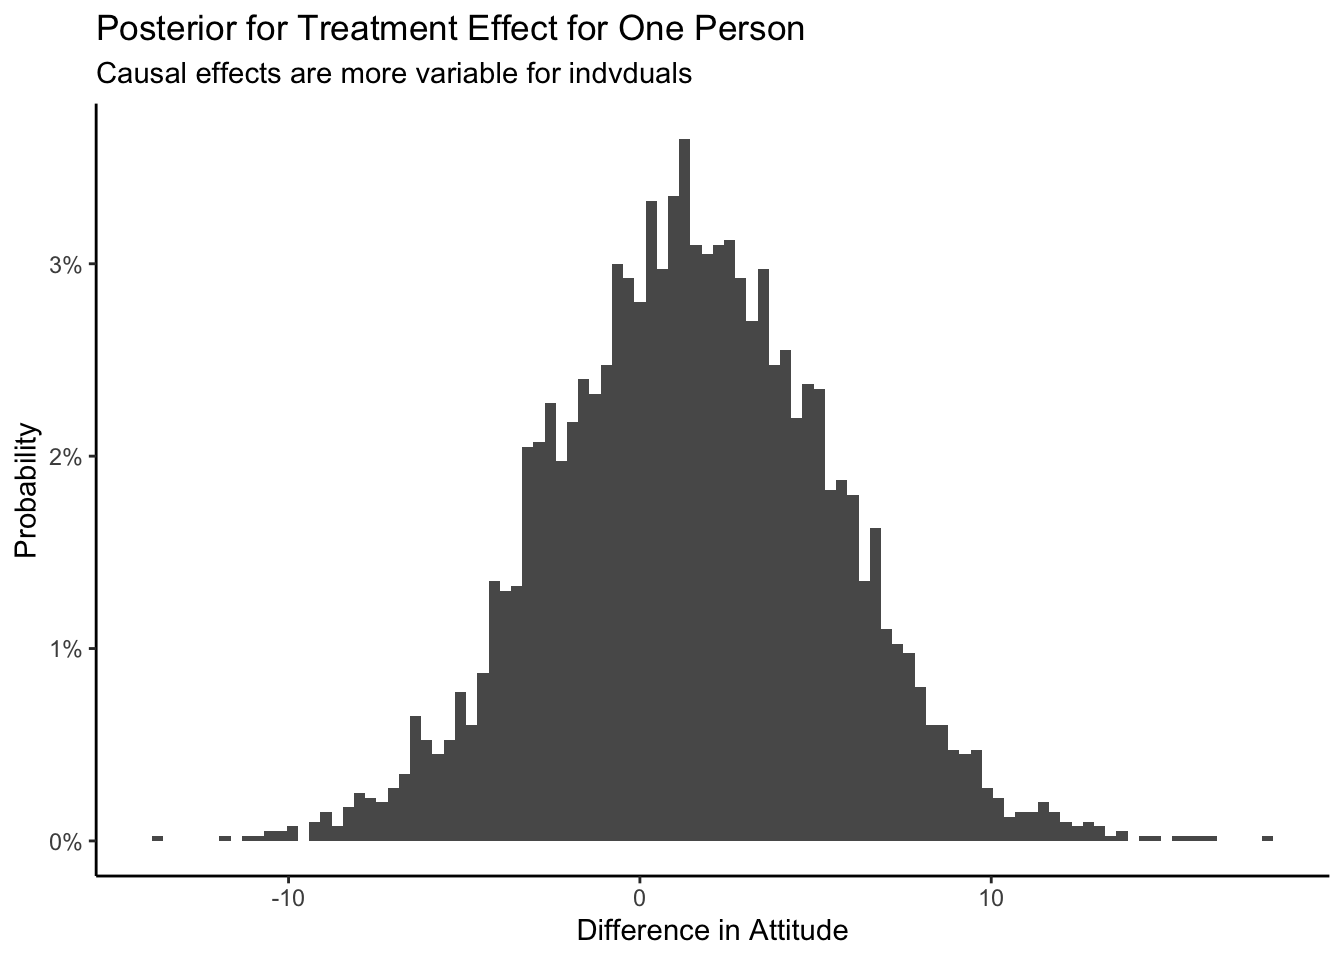 Posterior for Treatment Effect for One Person
Causal effects are more variable for indvduals
3%
2%
1%
0%
Probability
-10
0
10
Difference in Attitude